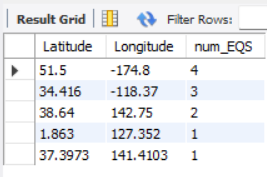 Result Grid Filter Rows:
Latitude Longitude num_EQS
51.5 -174.8 4
34.416 -118.37 3
38.64 142.75 2
1.863 127.352 1
37.3973 141.4103 1